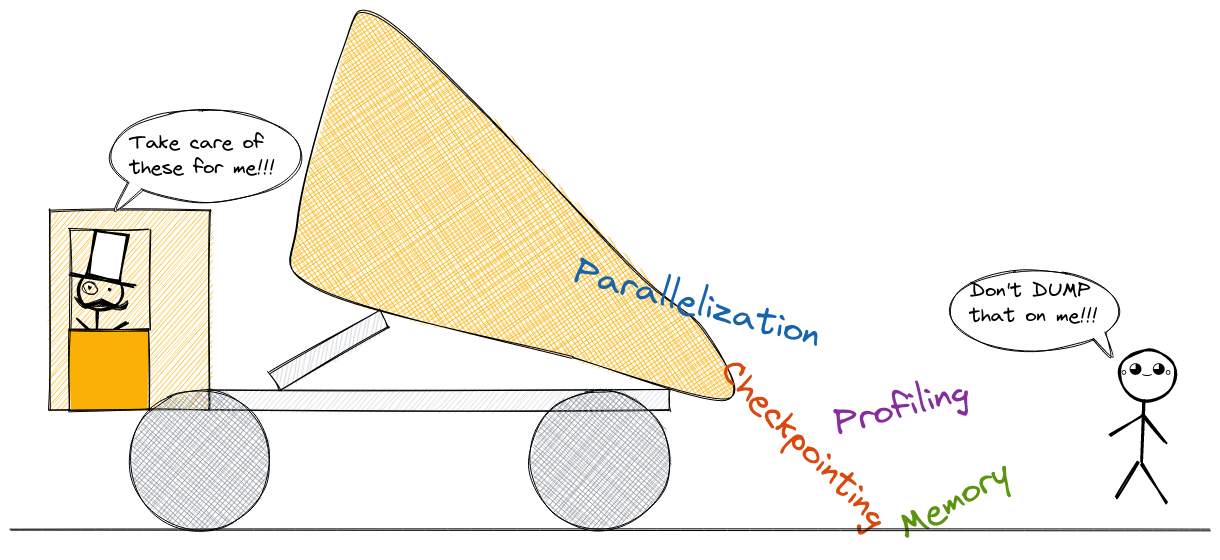 Take care of
these for me!!!
Parallelization
Don't DUMP
that on me!!!
Checkpointing
Profiling
Memory